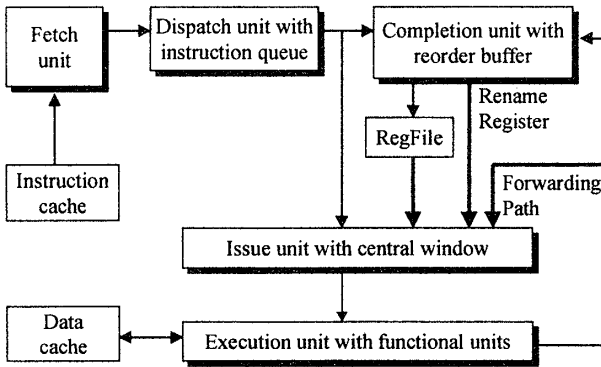 Fetch
unit
Dispatch unit with
instruction queue
Completion unit with
reorder buffer
Rename
Register
RegFile
Instruction
cache
Forwarding
Path
Issue unit with central window
Data
cache
Execution unit with functional units